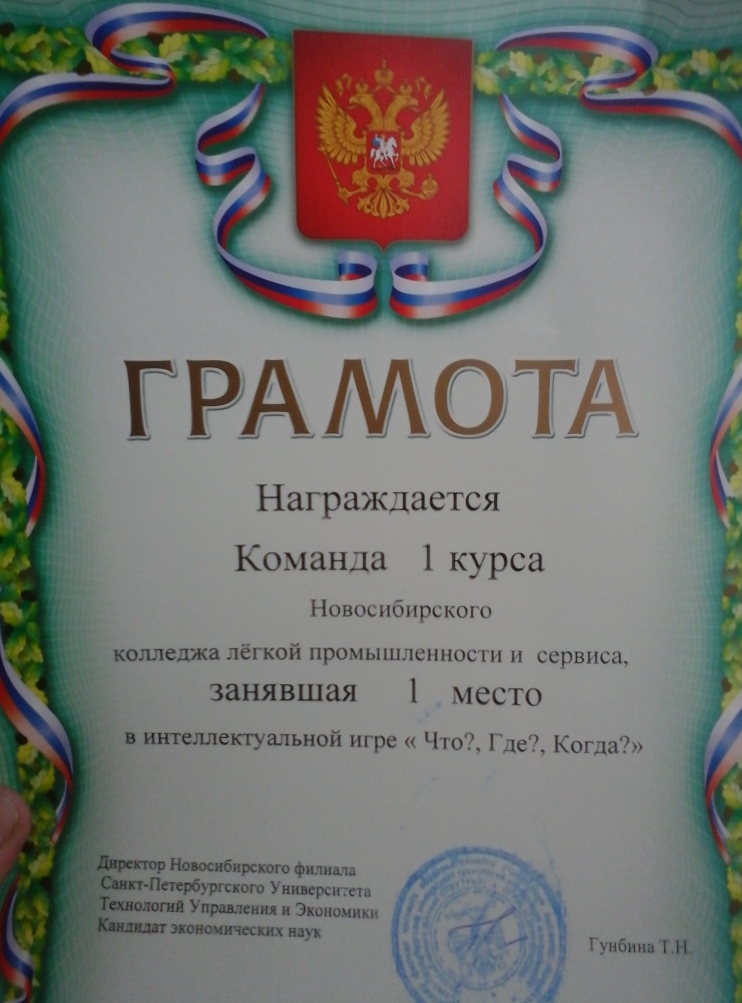 ГРАМОТА
Награждается
Команда 1 курса
Новосибирского
колледжа лёгкой промышленности и сервиса,
занявшая 1 место
в интеллектуальной игре « Что?, Где?, Когда?»
Директор Новосибирского филиала
Санкт-Петербургского Университета
Технологий Управления и Экономики
Кандидат экономических наук
Гунбина Т.Н.